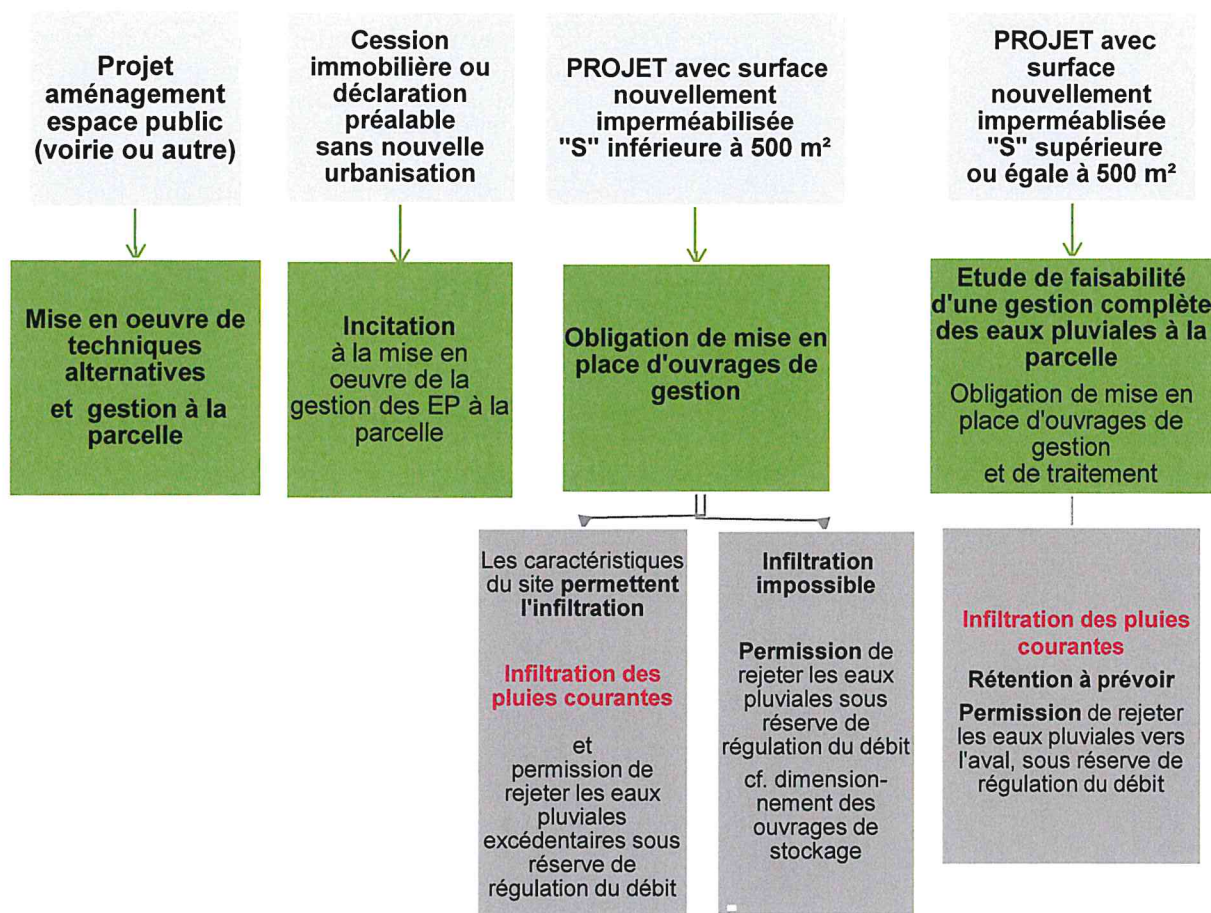 Projet
aménagement
espace public
(voirie ou autre)
Mise en oeuvre de
techniques
alternatives
et gestion à la
parcelle
Cession
immobilière ou
déclaration
préalable
sans nouvelle
urbanisation
Incitation
à la mise en
oeuvre de la
gestion des EP à la
parcelle
PROJET avec surface
nouvellement
imperméabilisée
"S" inférieure à 500 m²
Obligation de mise en
place d'ouvrages de
gestion
Les caractéristiques
du site permettent
l'infiltration
Infiltration des
pluies courantes
et
permission de
rejeter les eaux
pluviales
excédentaires sous
réserve de
régulation du débit
Infiltration
impossible
Permission de
rejeter les eaux
pluviales sous
réserve de
régulation du débit
cf. dimension-
nement des
ouvrages de
stockage
PROJET avec
surface
nouvellement
imperméablisée
"S" supérieure
ou égale à 500 m²
Etude de faisabilité
d'une gestion complète
des eaux pluviales à la
parcelle
Obligation de mise en
place d'ouvrages de
gestion
et de traitement
Infiltration des pluies
courantes
Rétention à prévoir
Permission de rejeter
les eaux pluviales vers
l'aval, sous réserve de
régulation du débit